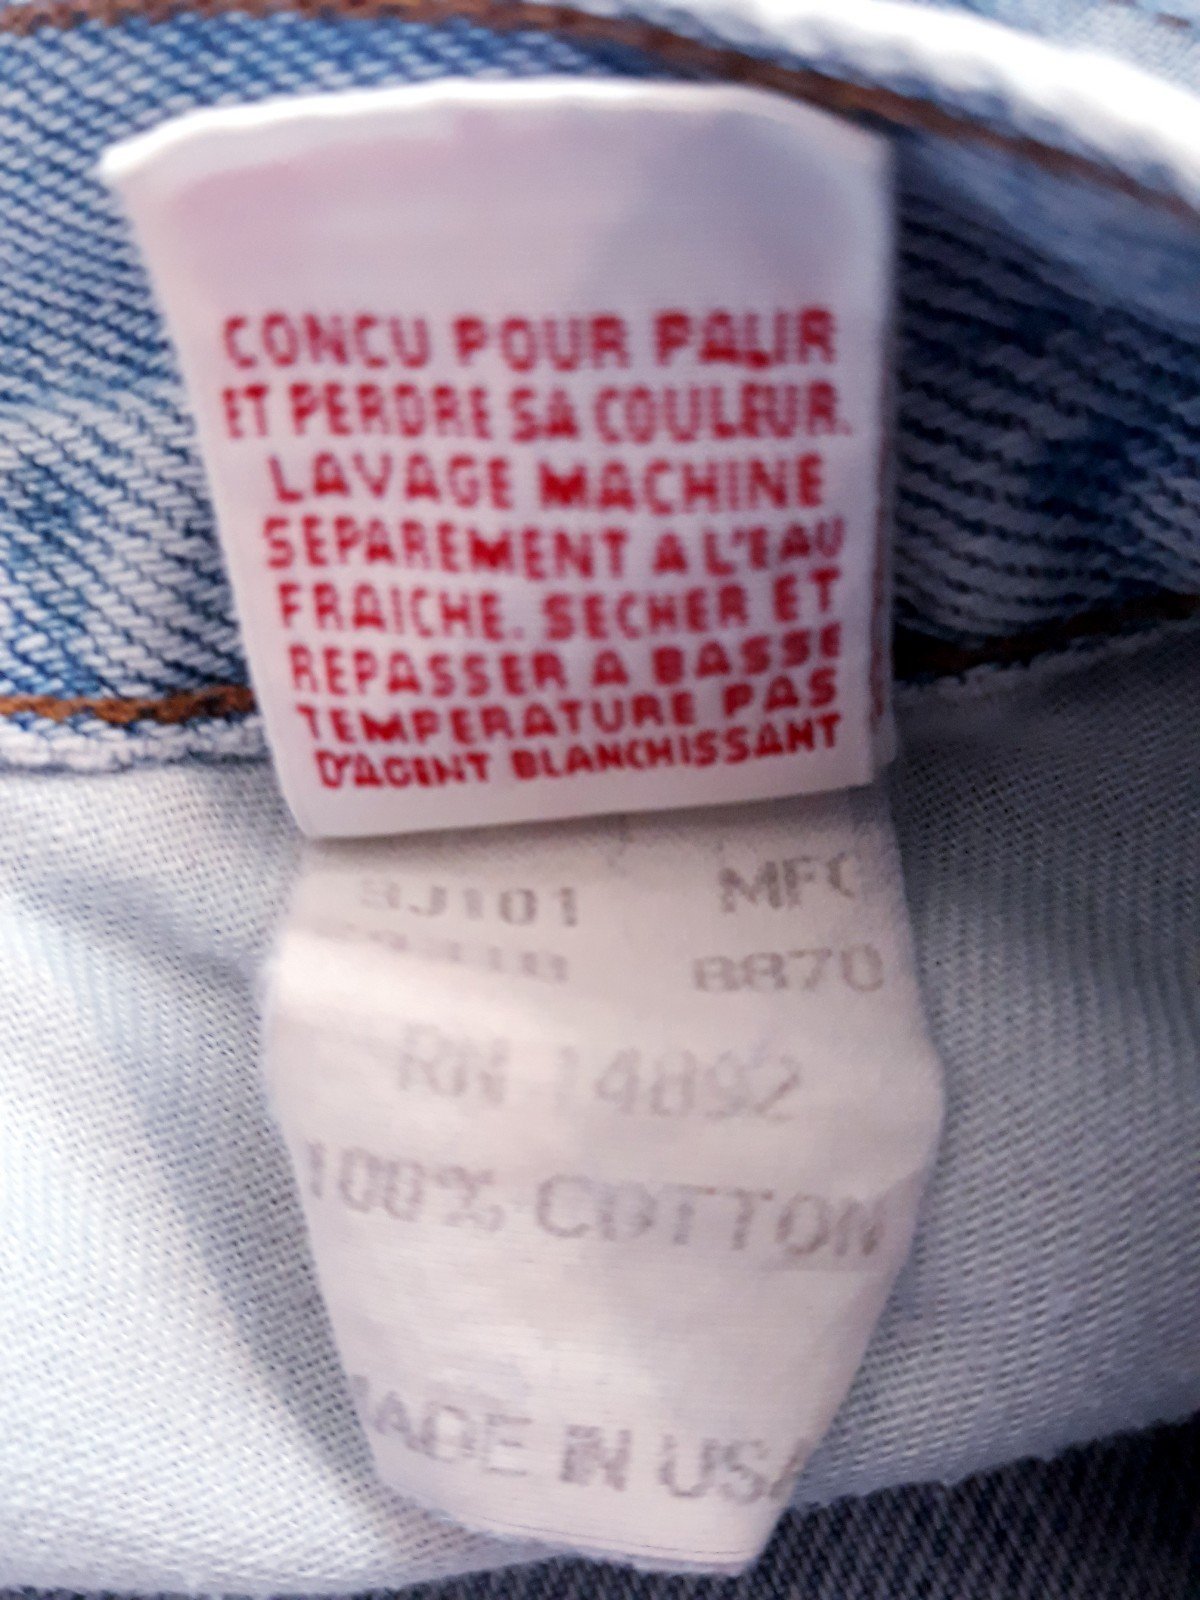 CONCU POUR PALIR
ET PERDRE SA COULEUR.
LAVAGE MACHINE
SEPAREMENT A L'EAU
FRAICHE. SECHER ET
REPASSER A BASSE
TEMPERATURE PAS
D'AGENT BLANCHISSANT
MFG
8870
RN 14892
100% COTTON
MADE IN USA